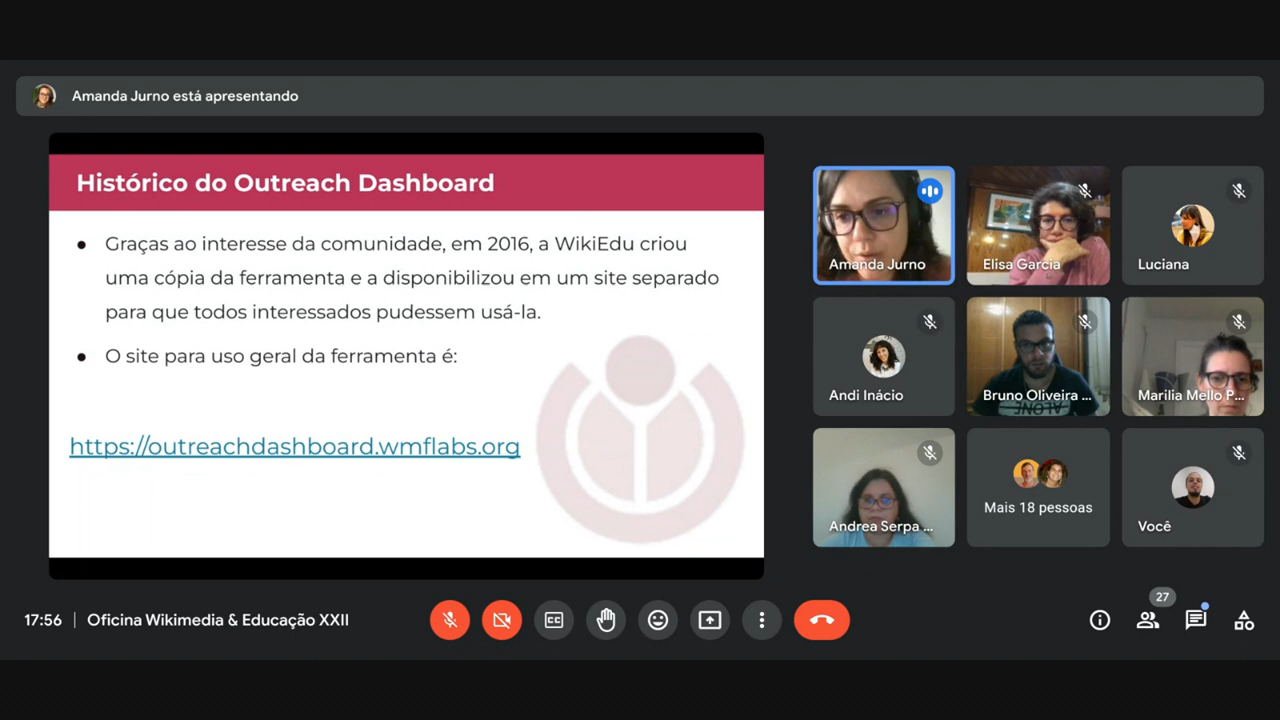 Amanda Jurno está apresentando
Histórico do Outreach Dashboard
● Graças ao interesse da comunidade, em 2016, a WikiEdu criou
uma cópia da ferramenta e a disponibilizou em um site separado
para que todos interessados pudessem usá-la.
● O site para uso geral da ferramenta é:
https://outreachdashboard.wmflabs.org
Amanda Jurno
Elisa Garcia
Luciana
Andi Inácio
Bruno Oliveira ...
Marilia Mello P...
Andrea Serpa ...
Mais 18 pessoas
Você
17:56 | Oficina Wikimedia & Educação XXII
CC
27